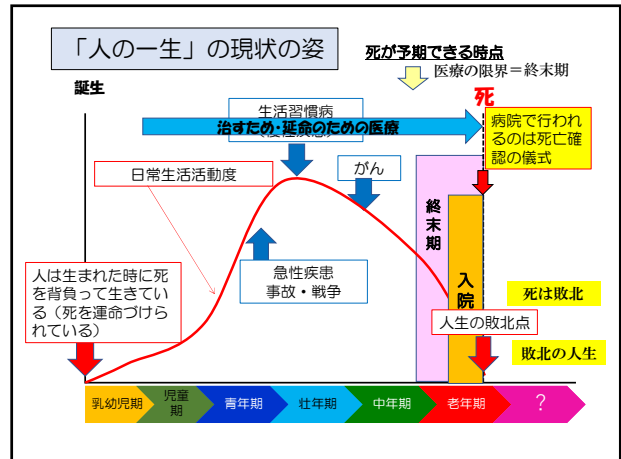 「人の一生」の現状の姿
死が予期できる時点
医療の限界＝終末期
誕生
死
生活習慣病
治すため・延命のための医療
病院で行われ
るのは死亡確
認の儀式
日常生活活動度
がん
終末期
入院
人は生まれた時に死
を背負って生きてい
る（死を運命づけら
れている）
急性疾患
事故・戦争
死は敗北
人生の敗北点
敗北の人生
乳幼児期
児童
期
青年期
壮年期
中年期
老年期
？